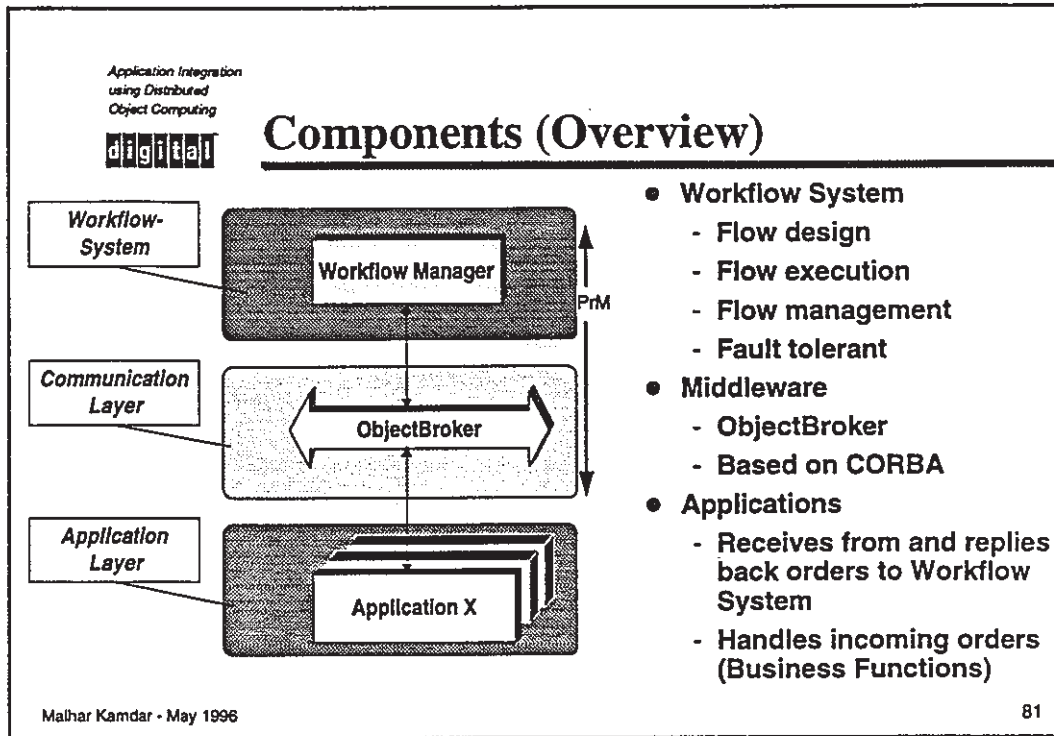 Application Integration
using Distributed
Object Computing
digital
Components (Overview)
Workflow-
System
Workflow Manager
PrM
Communication
Layer
ObjectBroker
Application
Layer
Application X
● Workflow System
- Flow design
- Flow execution
- Flow management
- Fault tolerant
● Middleware
- ObjectBroker
- Based on CORBA
● Applications
- Receives from and replies
back orders to Workflow
System
- Handles incoming orders
(Business Functions)
Malhar Kamdar - May 1996
81